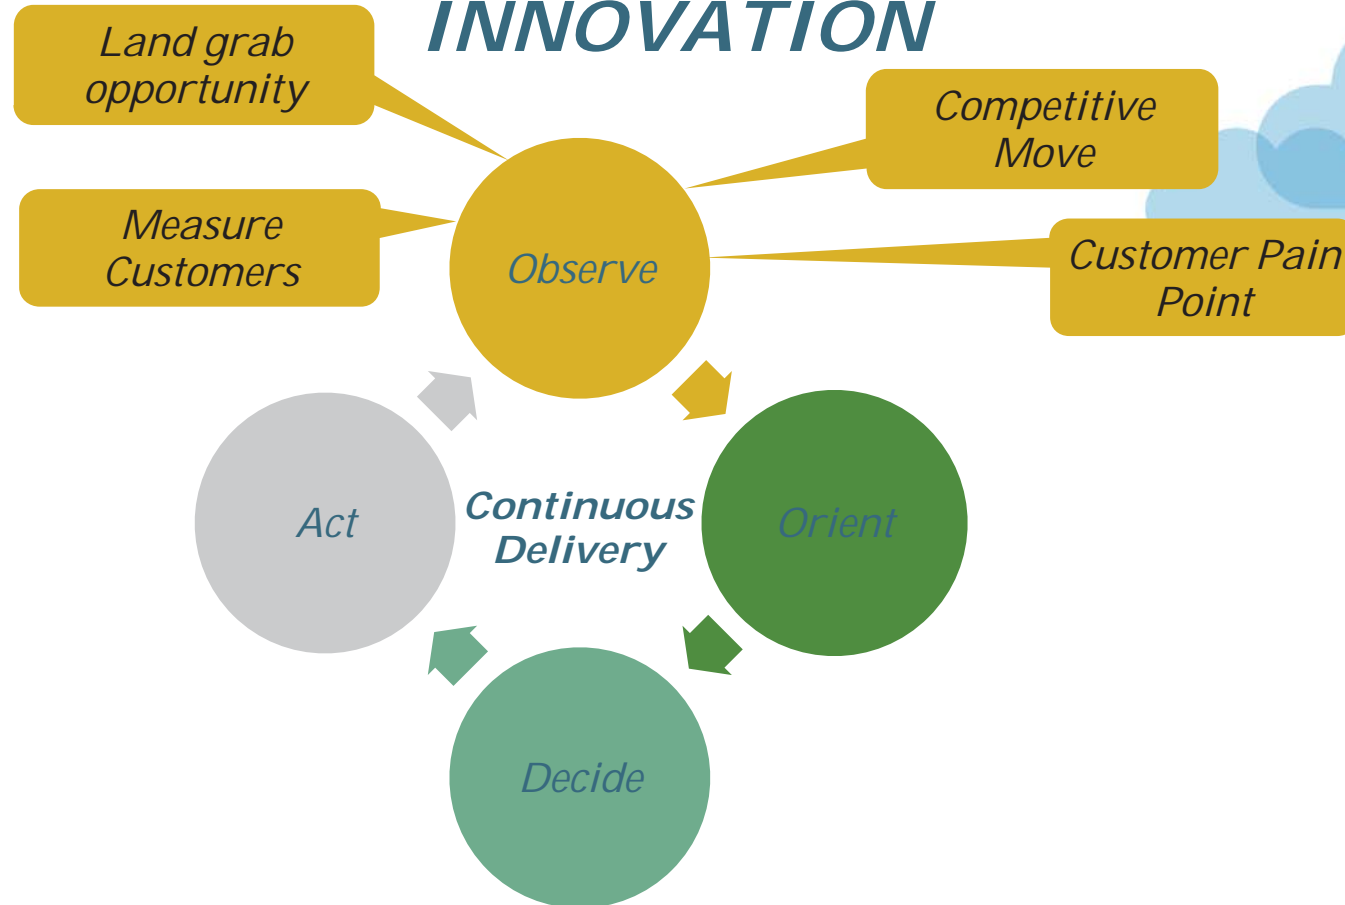 INNOVATION
Land grab
opportunity
Competitive
Move
Measure
Customers
Customer Pain
Point
Observe
Act
Continuous
Delivery
Orient
Decide